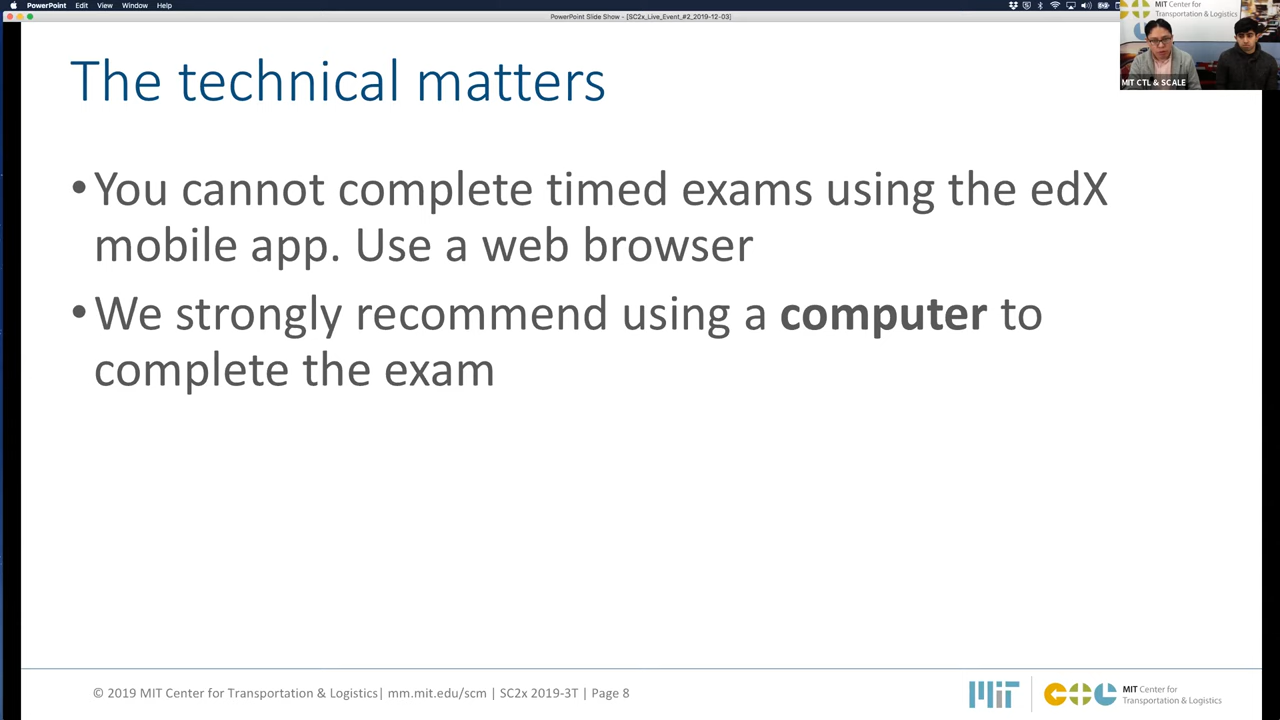 PowerPoint Edit View Window Help
PowerPoint Slide Show - [SC2x_Live_Event_#2_2019-12-03]
MIT Center for
Transportation & Logistics
MIT CTL & SCALE
The technical matters
•You cannot complete timed exams using the edX
mobile app. Use a web browser
•We strongly recommend using a computer to
complete the exam
© 2019 MIT Center for Transportation & Logistics| mm.mit.edu/scm | SC2x 2019-3T | Page 8
MIT
CTL
MIT Center for
Transportation & Logistics